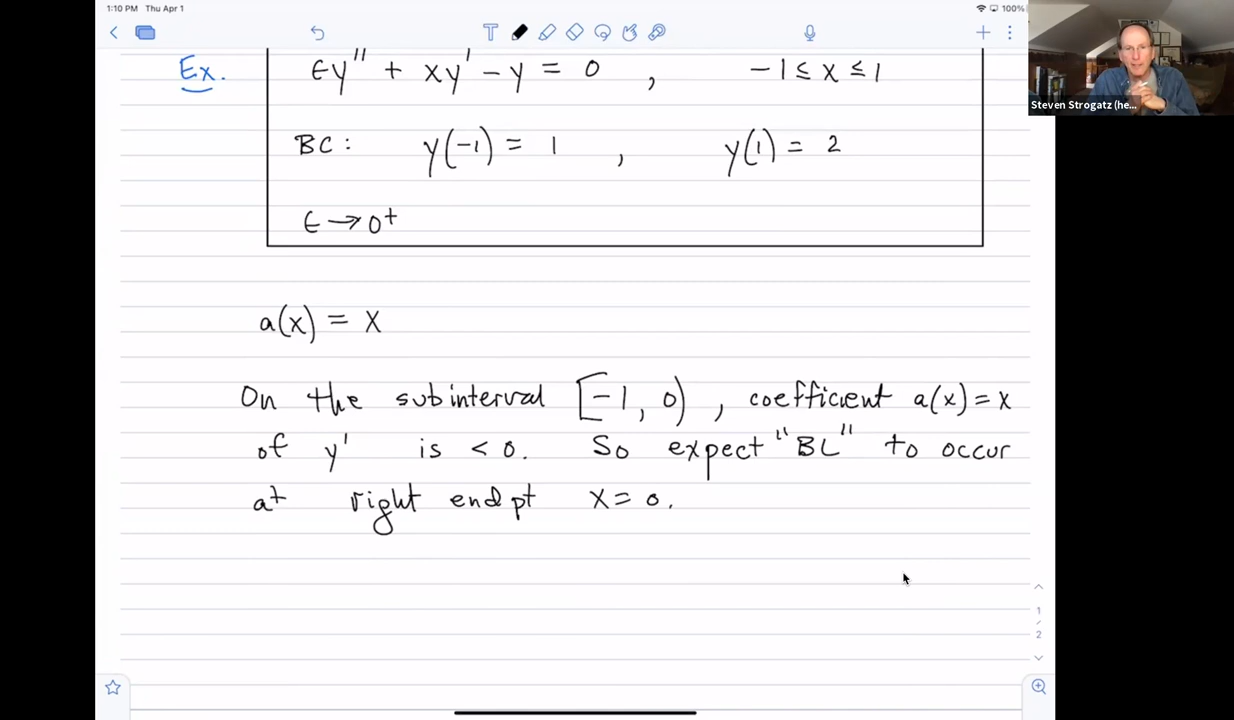 1:10 PM Thu Apr 1
100%
Ex. εy'' + xy' - y = 0 , -1 ≤ x ≤ 1
BC: y(-1) = 1 , y(1) = 2
ε → 0⁺
a(x) = x
On the subinterval [-1, 0) , coefficient a(x) = x
of y' is < 0. So expect "BL" to occur
at right endpt x = 0.
Steven Strogatz (he...
1
2